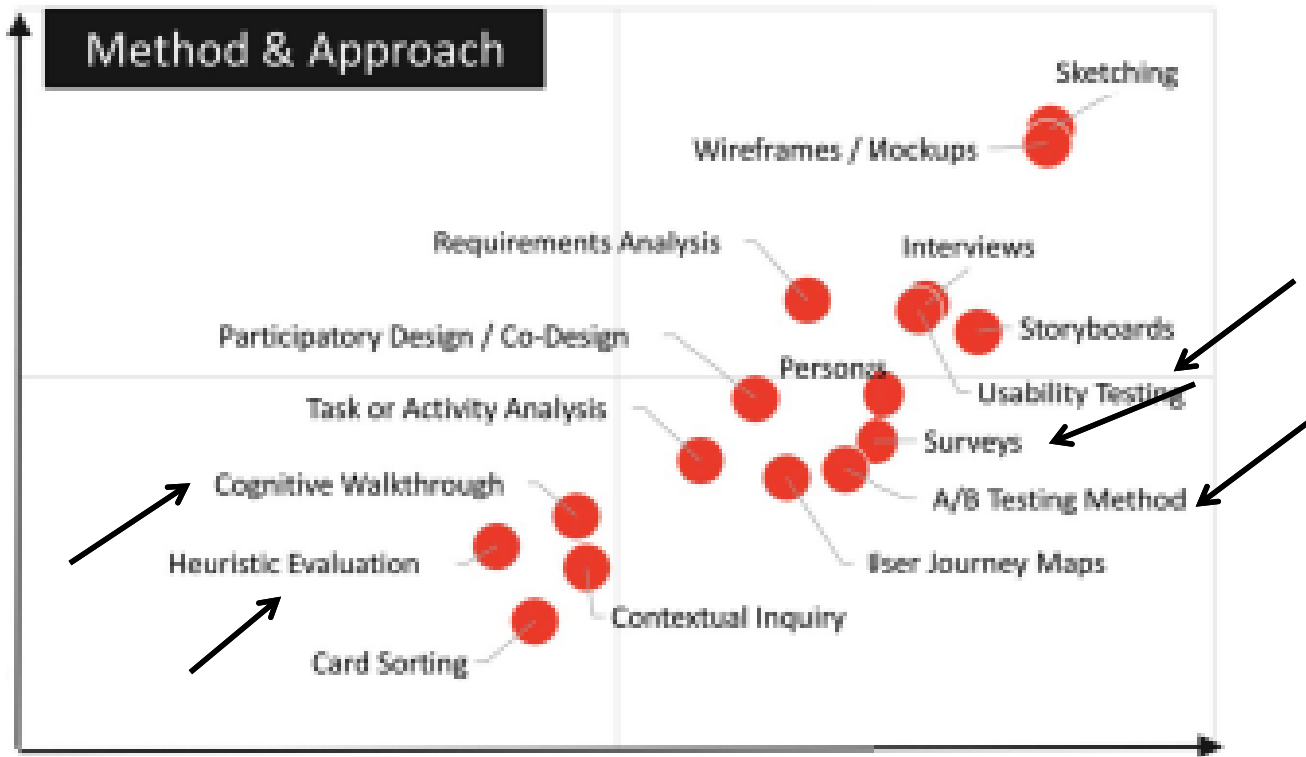 Method & Approach
Sketching
Wireframes / Mockups
Requirements Analysis
Interviews
Participatory Design / Co-Design
Storyboards
Personas
Usability Testing
Task or Activity Analysis
Surveys
Cognitive Walkthrough
A/B Testing Method
Heuristic Evaluation
User Journey Maps
Contextual Inquiry
Card Sorting